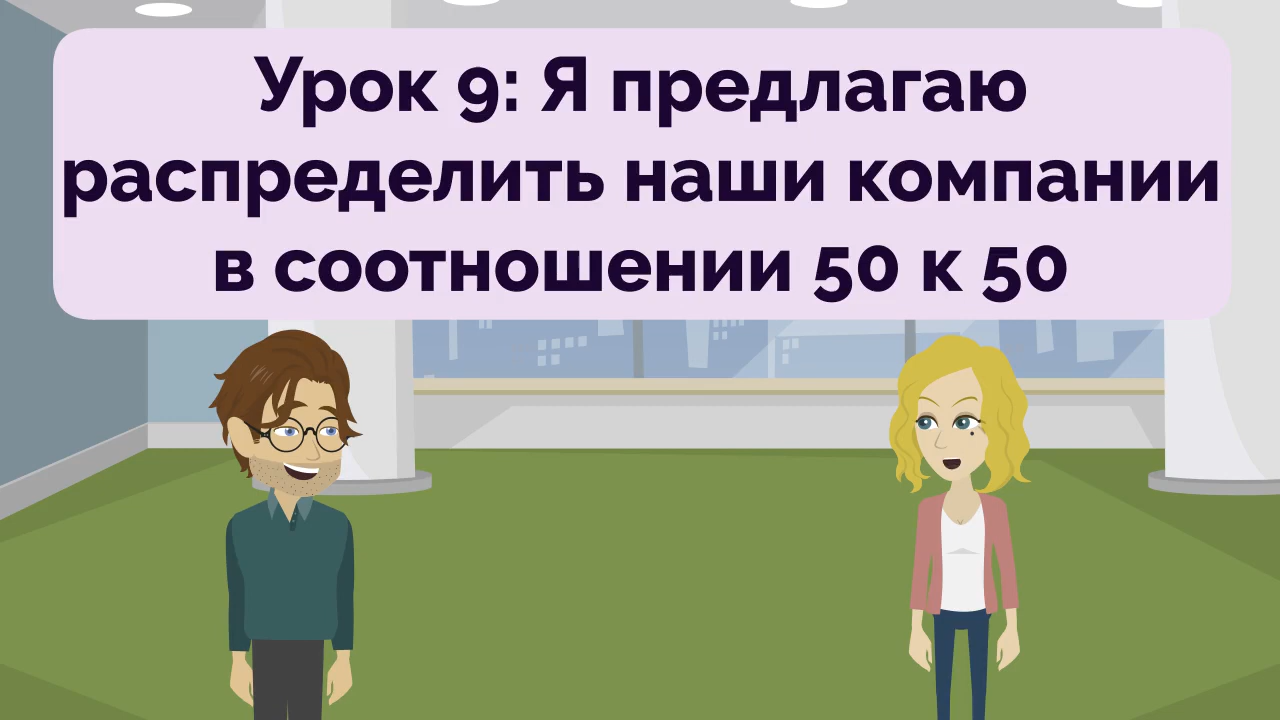 Урок 9: Я предлагаю
распределить наши компании
в соотношении 50 к 50